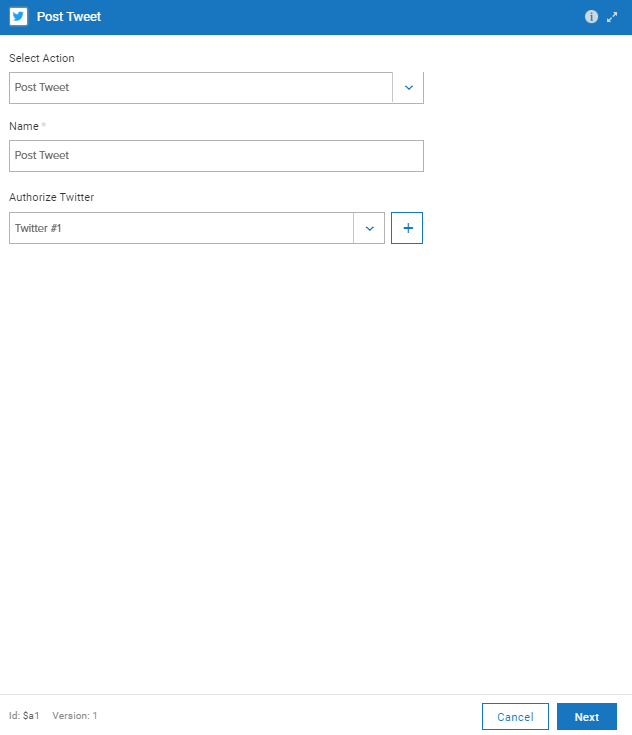 Post Tweet
Select Action
Post Tweet
Name *
Post Tweet
Authorize Twitter
Twitter #1
Id: $a1 Version: 1
Cancel
Next